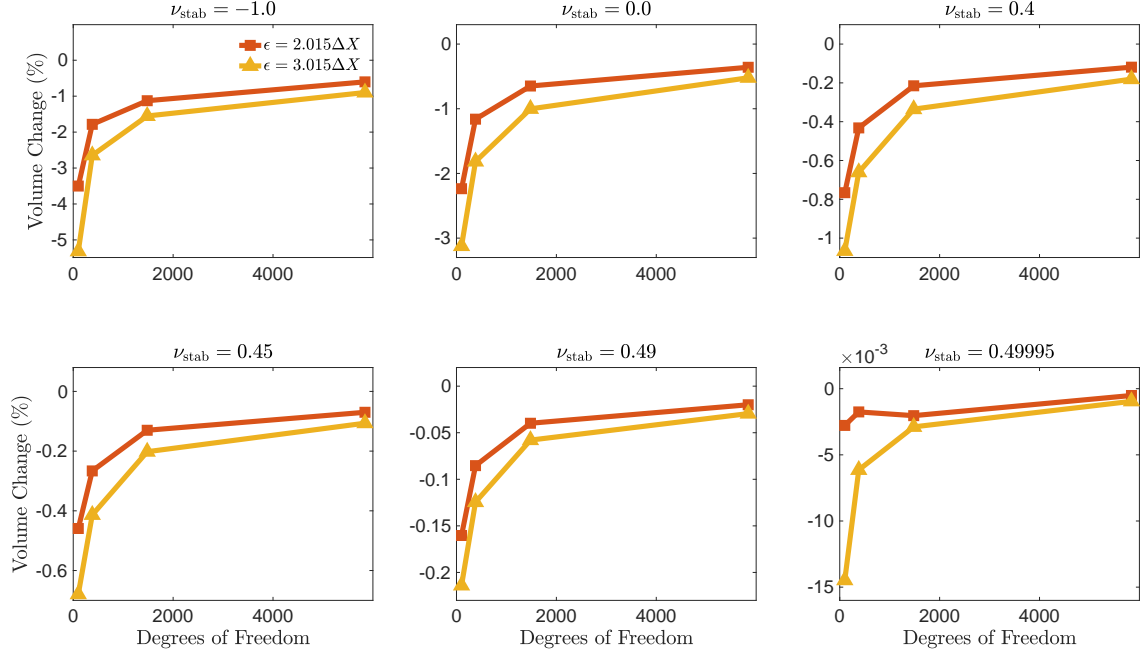 ν_stab = −1.0
ν_stab = 0.0
ν_stab = 0.4
Volume Change (%)
ϵ = 2.015ΔX
ϵ = 3.015ΔX
0
-1
-2
-3
-4
-5
0 2000 4000
0
-1
-2
-3
0 2000 4000
0
-0.2
-0.4
-0.6
-0.8
-1
0 2000 4000
ν_stab = 0.45
ν_stab = 0.49
×10⁻³ ν_stab = 0.49995
Volume Change (%)
0
-0.2
-0.4
-0.6
0 2000 4000
Degrees of Freedom
0
-0.05
-0.1
-0.15
-0.2
0 2000 4000
Degrees of Freedom
0
-5
-10
-15
0 2000 4000
Degrees of Freedom